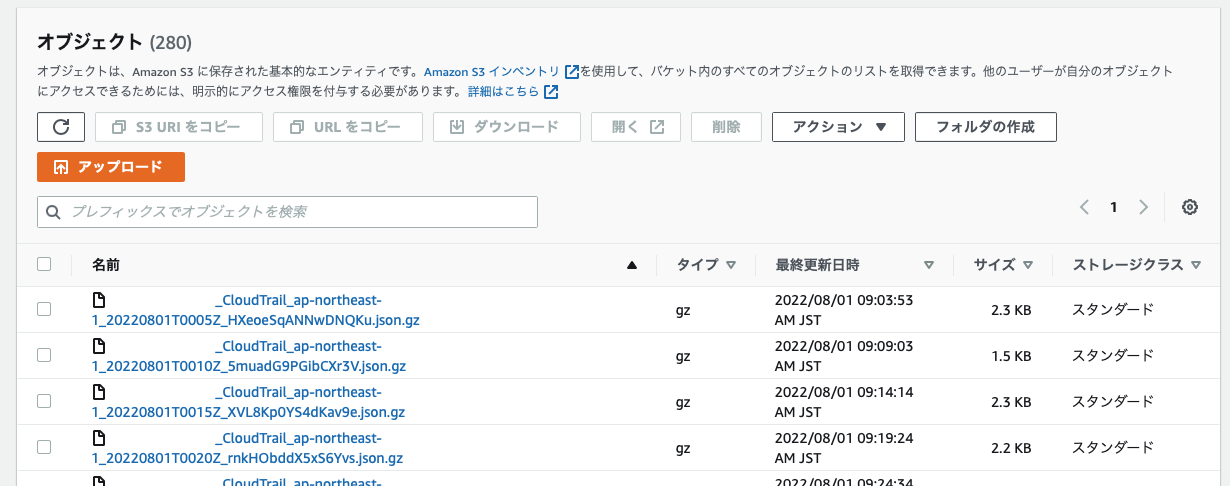 オブジェクト (280)
オブジェクトは、Amazon S3 に保存された基本的なエンティティです。Amazon S3 インベントリ を使用して、バケット内のすべてのオブジェクトのリストを取得できます。他のユーザーが自分のオブジェクト
にアクセスできるためには、明示的にアクセス権限を付与する必要があります。詳細はこちら
S3 URI をコピー URL をコピー ダウンロード 開く 削除 アクション フォルダの作成
アップロード
プレフィックスでオブジェクトを検索 1
名前 タイプ 最終更新日時 サイズ ストレージクラス
_CloudTrail_ap-northeast- 2022/08/01 09:03:53
1_20220801T0005Z_HXeoeSqANNwDNQKu.json.gz gz AM JST 2.3 KB スタンダード
_CloudTrail_ap-northeast- 2022/08/01 09:09:03
1_20220801T0010Z_5muadG9PGibCXr3V.json.gz gz AM JST 1.5 KB スタンダード
_CloudTrail_ap-northeast- 2022/08/01 09:14:14
1_20220801T0015Z_XVL8Kp0YS4dKav9e.json.gz gz AM JST 2.3 KB スタンダード
_CloudTrail_ap-northeast- 2022/08/01 09:19:24
1_20220801T0020Z_rnkHObddX5xS6Yvs.json.gz gz AM JST 2.2 KB スタンダード
_CloudTrail_ap-northeast- 2022/08/01 09:24:34